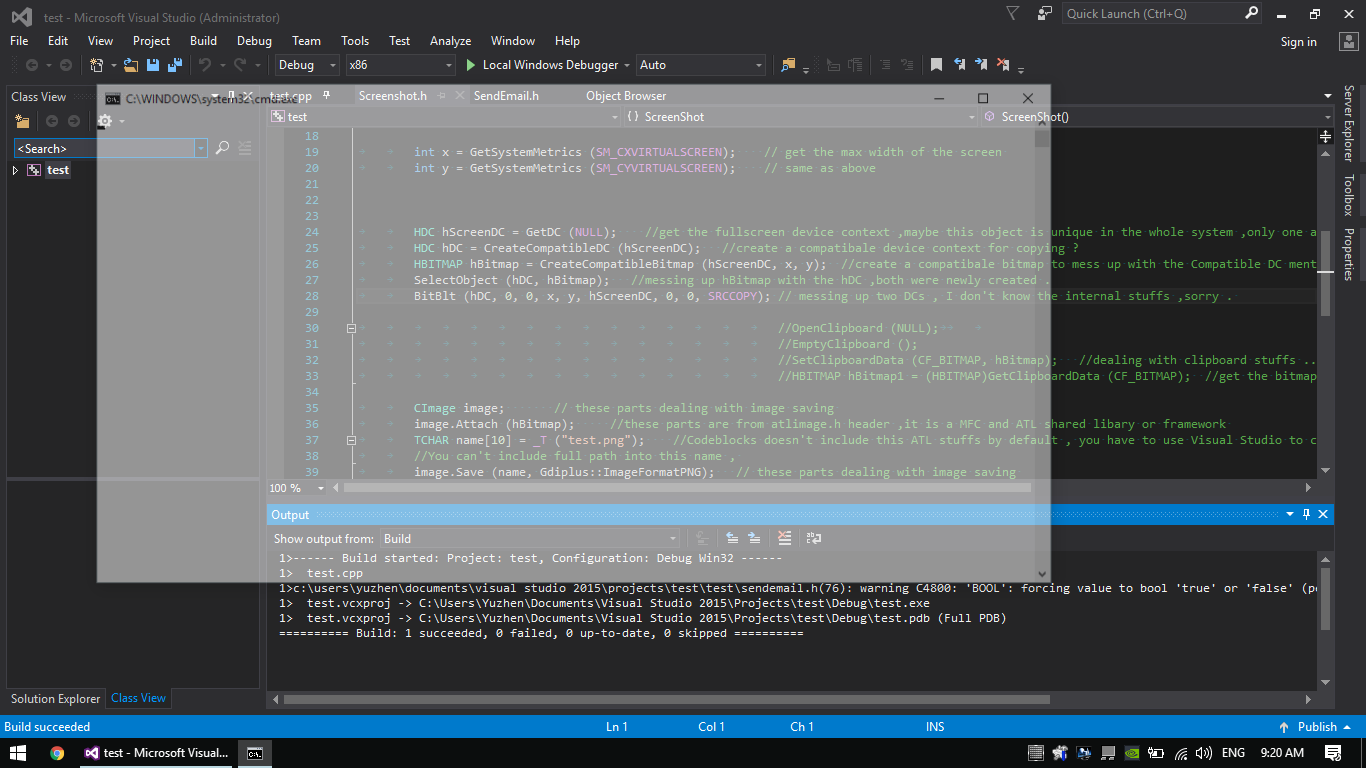 test - Microsoft Visual Studio (Administrator)
Quick Launch (Ctrl+Q)
File Edit View Project Build Debug Team Tools Test Analyze Window Help
Sign in
Debug x86 Local Windows Debugger Auto
Class View
C:\WINDOWS\system32\cmd.exe
test.cpp Screenshot.h SendEmail.h Object Browser
test { } ScreenShot ScreenShot()
<Search>
test
Server Explorer
Toolbox
Properties
18
19 int x = GetSystemMetrics (SM_CXVIRTUALSCREEN); // get the max width of the screen
20 int y = GetSystemMetrics (SM_CYVIRTUALSCREEN); // same as above
21
22
23
24 HDC hScreenDC = GetDC (NULL); //get the fullscreen device context ,maybe this object is unique in the whole system ,only one a
25 HDC hDC = CreateCompatibleDC (hScreenDC); //create a compatibale device context for copying ?
26 HBITMAP hBitmap = CreateCompatibleBitmap (hScreenDC, x, y); //create a compatibale bitmap to mess up with the Compatible DC ment
27 SelectObject (hDC, hBitmap); //messing up hBitmap with the hDC ,both were newly created .
28 BitBlt (hDC, 0, 0, x, y, hScreenDC, 0, 0, SRCCOPY); // messing up two DCs , I don't know the internal stuffs ,sorry .
29
30 //OpenClipboard (NULL);
31 //EmptyClipboard ();
32 //SetClipboardData (CF_BITMAP, hBitmap); //dealing with clipboard stuffs ..
33 //HBITMAP hBitmap1 = (HBITMAP)GetClipboardData (CF_BITMAP); //get the bitmap
34
35 CImage image; // these parts dealing with image saving
36 image.Attach (hBitmap); //these parts are from atlimage.h header ,it is a MFC and ATL shared libary or framework
37 TCHAR name[10] = _T ("test.png"); //Codeblocks doesn't include this ATL stuffs by default , you have to use Visual Studio to c
38 //You can't include full path into this name ,
39 image.Save (name, Gdiplus::ImageFormatPNG); // these parts dealing with image saving
100 %
Output
Show output from: Build
1>------ Build started: Project: test, Configuration: Debug Win32 ------
1> test.cpp
1>c:\users\yuzhen\documents\visual studio 2015\projects\test\test\sendemail.h(76): warning C4800: 'BOOL': forcing value to bool 'true' or 'false' (pe
1> test.vcxproj -> C:\Users\Yuzhen\Documents\Visual Studio 2015\Projects\test\Debug\test.exe
1> test.vcxproj -> C:\Users\Yuzhen\Documents\Visual Studio 2015\Projects\test\Debug\test.pdb (Full PDB)
========== Build: 1 succeeded, 0 failed, 0 up-to-date, 0 skipped ==========
Solution Explorer Class View
Build succeeded Ln 1 Col 1 Ch 1 INS Publish
test - Microsoft Visual... ENG 9:20 AM